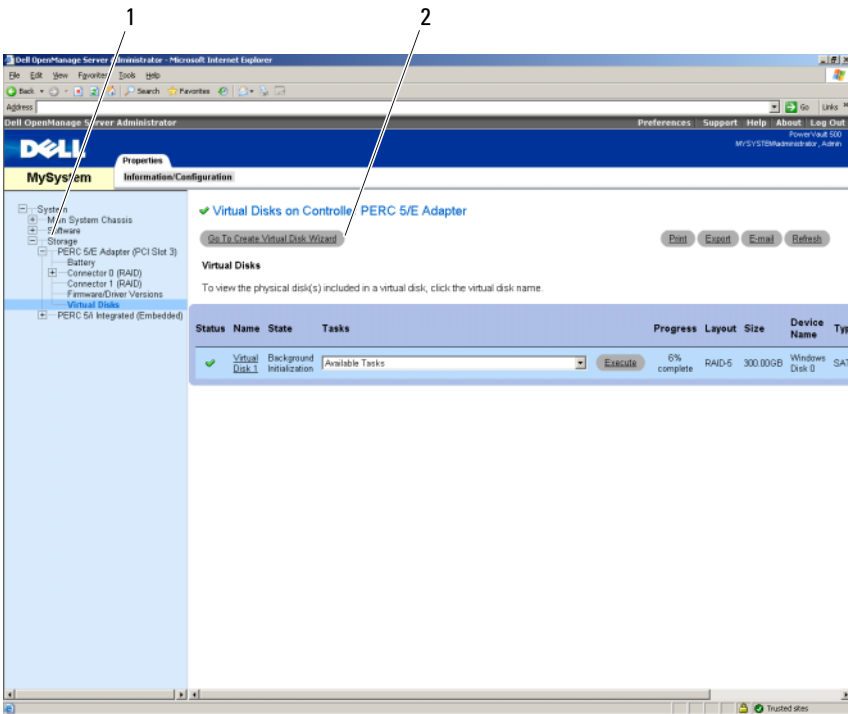 1 2
Dell OpenManage Server Administrator - Microsoft Internet Explorer
File Edit View Favorites Tools Help
Back Search Favorites
Address Go Links »
Dell OpenManage Server Administrator Preferences Support Help About Log Out
PowerVault 500
MYSYSTEM\administrator , Admin
DELL
Properties
MySystem Information/Configuration
System
Main System Chassis
Software
Storage
PERC 5/E Adapter (PCI Slot 3)
Battery
Connector 0 (RAID)
Connector 1 (RAID)
Firmware/Driver Versions
Virtual Disks
PERC 5/i Integrated (Embedded)
Virtual Disks on Controller PERC 5/E Adapter
Go To Create Virtual Disk Wizard Print Export E-mail Refresh
Virtual Disks
To view the physical disk(s) included in a virtual disk, click the virtual disk name.
Status Name State Tasks Progress Layout Size Device Name Typ
Virtual Disk 1 Background Initialization Available Tasks Execute 6% complete RAID-5 300.00GB Windows Disk 0 SAT
Trusted sites